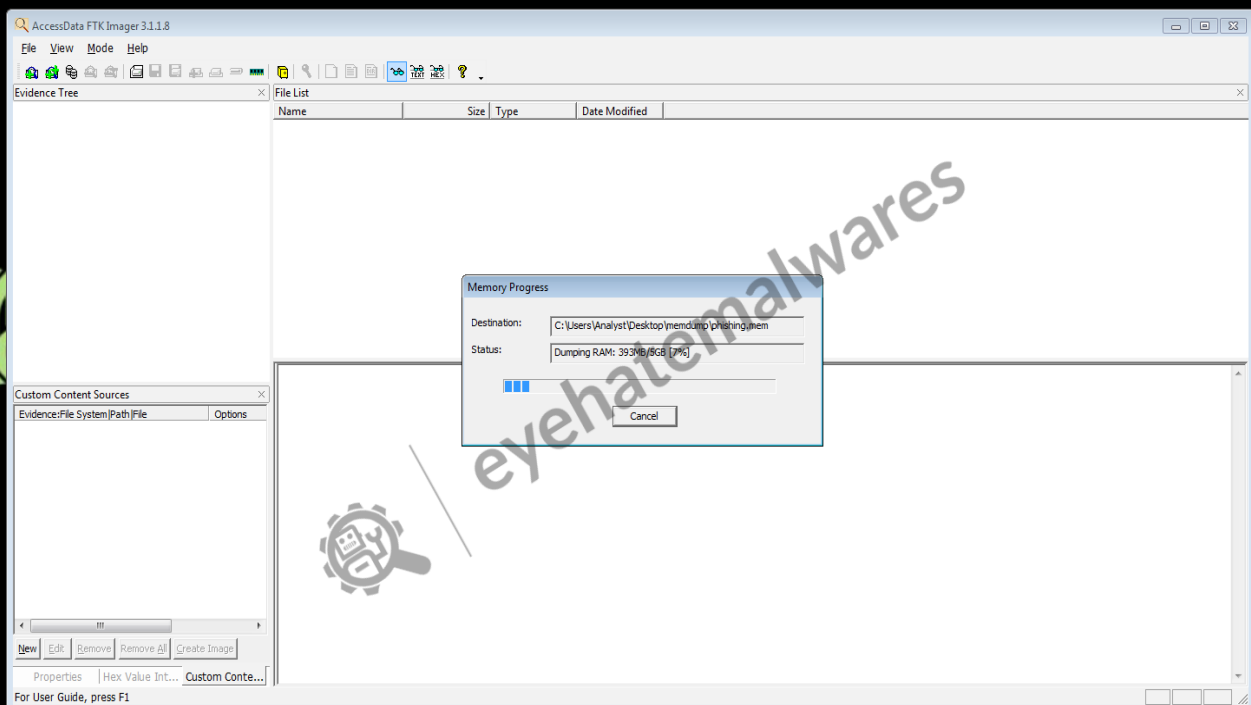 AccessData FTK Imager 3.1.1.8
File View Mode Help
TEXT HEX
Evidence Tree
File List
Name Size Type Date Modified
Memory Progress
Destination: C:\Users\Analyst\Desktop\memdump\phishing.mem
Status: Dumping RAM: 393MB/5GB [7%]
Cancel
Custom Content Sources
Evidence:File System|Path|File Options
New Edit Remove Remove All Create Image
Properties Hex Value Int... Custom Conte...
For User Guide, press F1
eyehatemalwares